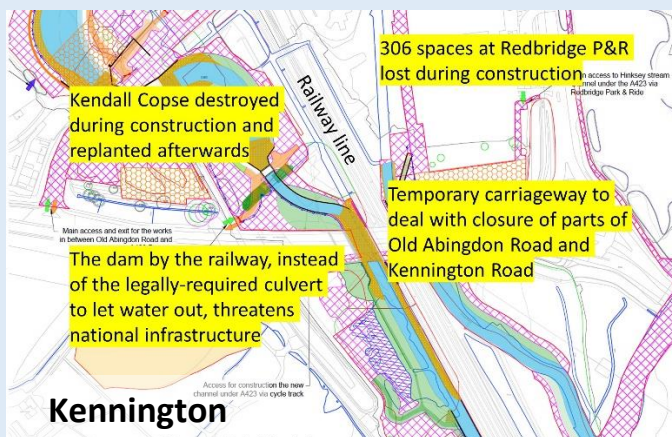 306 spaces at Redbridge P&R
lost during construction
access to Hinksey stream
channel under the A423 via
Redbridge Park & Ride
Railway line
Kendall Copse destroyed
during construction and
replanted afterwards
Temporary carriageway to
deal with closure of parts of
Old Abingdon Road and
Kennington Road
Main access and exit for the works
in between Old Abingdon Road and
The dam by the railway, instead
of the legally-required culvert
to let water out, threatens
national infrastructure
Access for construction the new
channel under A423 via cycle track
Kennington